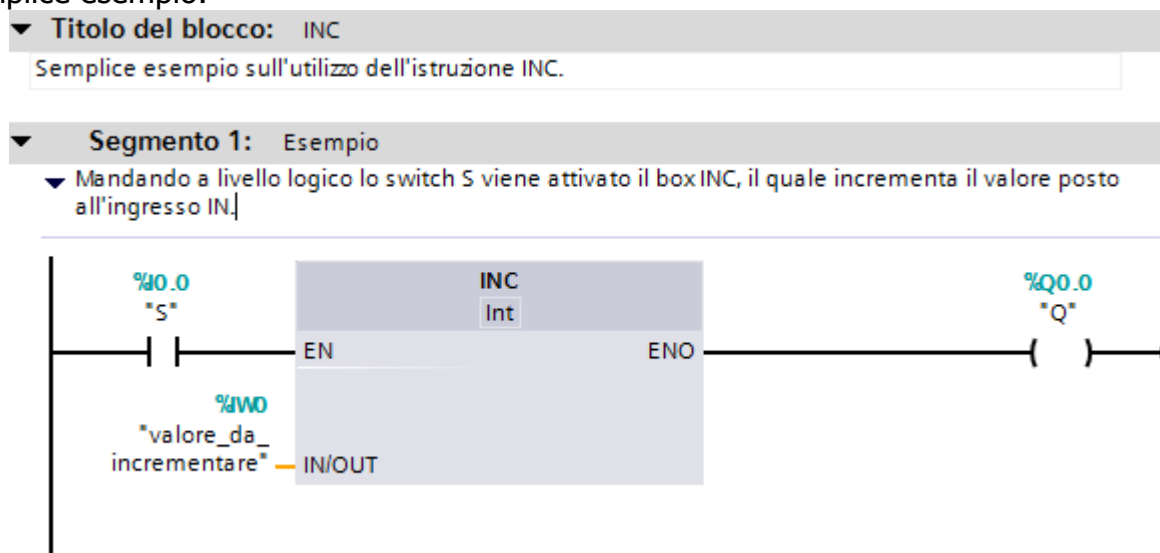 plice esempio.
Titolo del blocco: INC
Semplice esempio sull'utilizzo dell'istruzione INC.
Segmento 1: Esempio
Mandando a livello logico lo switch S viene attivato il box INC, il quale incrementa il valore posto
all'ingresso IN.
%I0.0
"S"
INC
Int
%Q0.0
"Q"
EN
ENO
%IW0
"valore_da_
incrementare"
IN/OUT